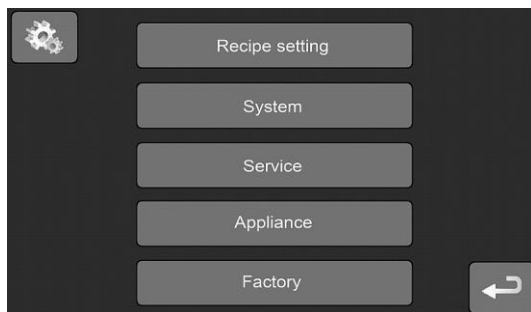 Recipe setting
System
Service
Appliance
Factory